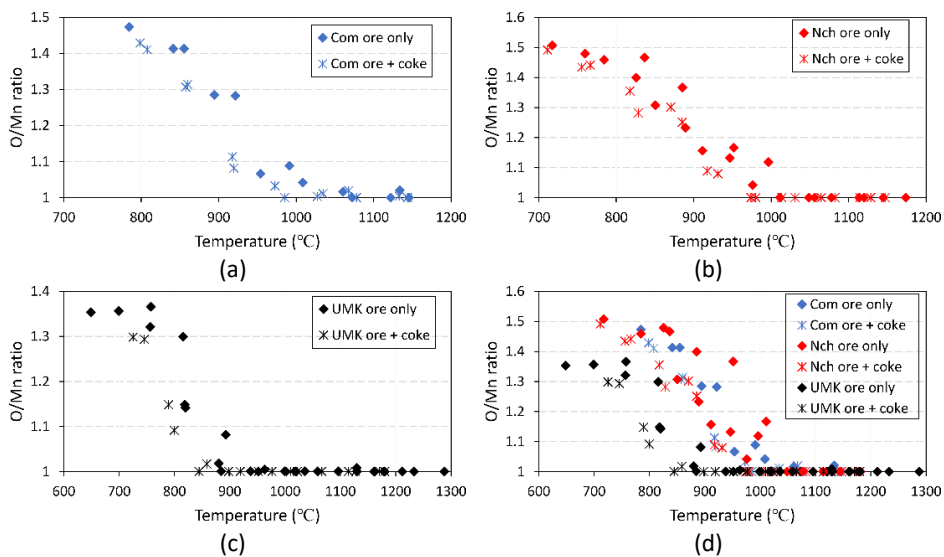 1.5
1.4
1.3
1.2
1.1
1
O/Mn ratio
700 800 900 1000 1100 1200
Temperature (℃)
Com ore only
Com ore + coke
(a)
1.6
1.5
1.4
1.3
1.2
1.1
1
O/Mn ratio
700 800 900 1000 1100 1200
Temperature (℃)
Nch ore only
Nch ore + coke
(b)
1.4
1.3
1.2
1.1
1
O/Mn ratio
600 700 800 900 1000 1100 1200 1300
Temperature (℃)
UMK ore only
UMK ore + coke
(c)
1.6
1.5
1.4
1.3
1.2
1.1
1
O/Mn ratio
600 700 800 900 1000 1100 1200 1300
Temperature (℃)
Com ore only
Com ore + coke
Nch ore only
Nch ore + coke
UMK ore only
UMK ore + coke
(d)